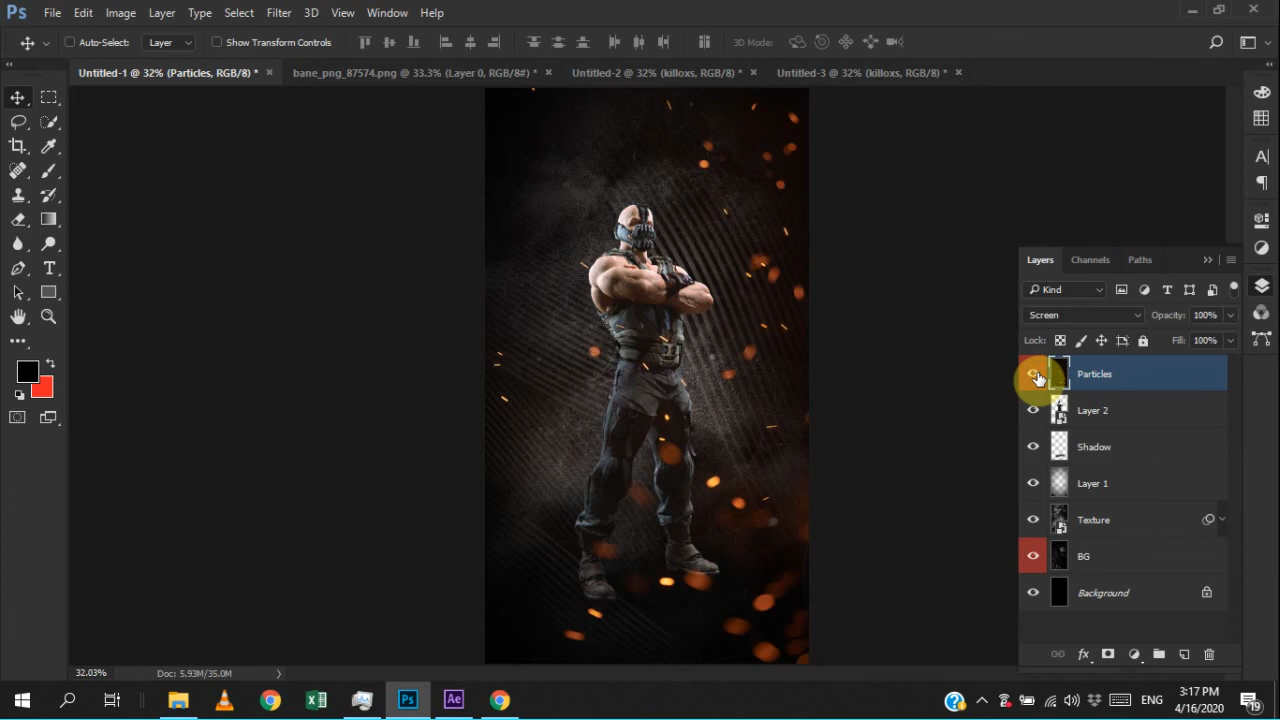 Ps File Edit Image Layer Type Select Filter 3D View Window Help
Auto-Select: Layer Show Transform Controls 3D Mode:
Untitled-1 @ 32% (Particles, RGB/8) * × bane_png_87574.png @ 33.3% (Layer 0, RGB/8#) * × Untitled-2 @ 32% (killoxs, RGB/8) * × Untitled-3 @ 32% (killoxs, RGB/8) * ×
Layers Channels Paths
Kind
Screen Opacity: 100%
Lock: Fill: 100%
Particles
Layer 2
Shadow
Layer 1
Texture
BG
Background
32.03% Doc: 5.93M/35.0M
Ps Ae ENG 3:17 PM
4/16/2020 19